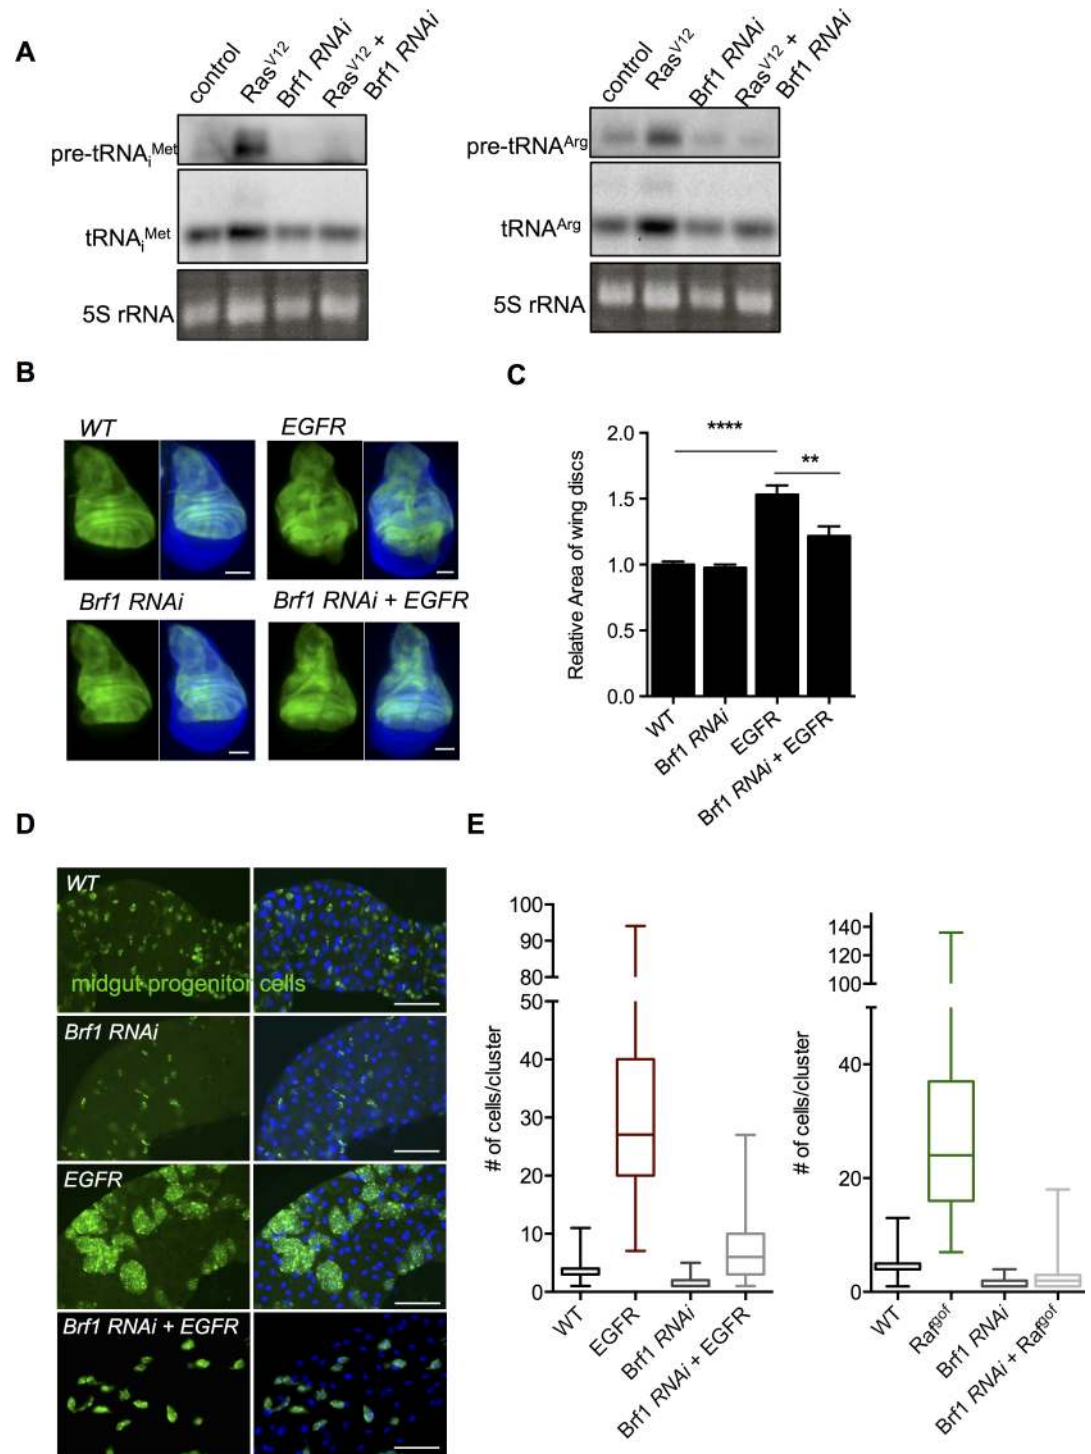 A
control
Ras^V12
Brf1 RNAi
Ras^V12 +
Brf1 RNAi
pre-tRNA_i^Met
tRNA_i^Met
5S rRNA
control
Ras^V12
Brf1 RNAi
Ras^V12 +
Brf1 RNAi
pre-tRNA^Arg
tRNA^Arg
5S rRNA
B
WT
EGFR
Brf1 RNAi
Brf1 RNAi + EGFR
C
Relative Area of wing discs
2.0
1.5
1.0
0.5
0.0
****
**
WT
Brf1 RNAi
EGFR
Brf1 RNAi + EGFR
D
WT
midgut progenitor cells
Brf1 RNAi
EGFR
Brf1 RNAi + EGFR
E
# of cells/cluster
100
90
80
50
40
30
20
10
0
WT
EGFR
Brf1 RNAi
Brf1 RNAi + EGFR
# of cells/cluster
140
120
100
40
20
0
WT
Raf^gof
Brf1 RNAi
Brf1 RNAi + Raf^gof